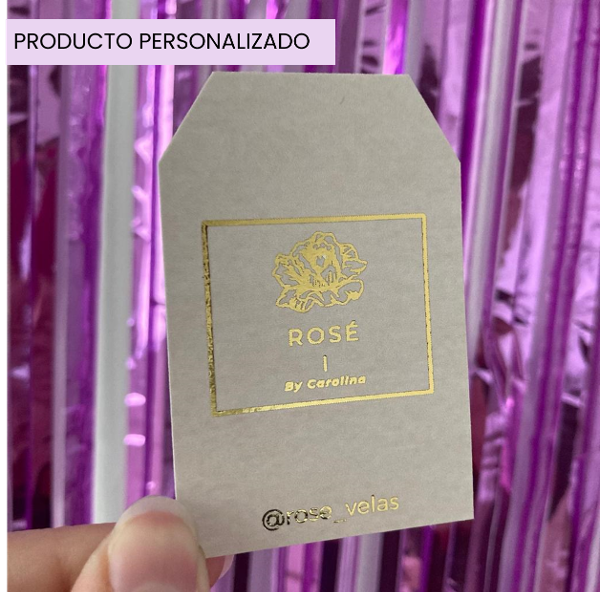 PRODUCTO PERSONALIZADO
ROSÉ
By Carolina
@rose_velas